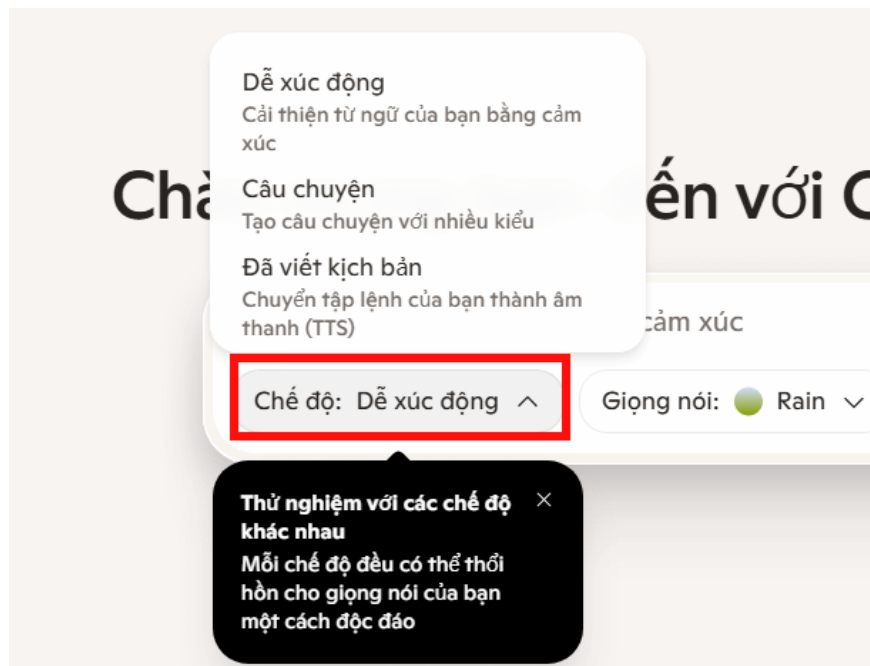 Dễ xúc động
Cải thiện từ ngữ của bạn bằng cảm
xúc
Câu chuyện
Tạo câu chuyện với nhiều kiểu
Đã viết kịch bản
Chuyển tập lệnh của bạn thành âm
thanh (TTS)
Ch
ến với C
cảm xúc
Chế độ: Dễ xúc động
Giọng nói: Rain
Thử nghiệm với các chế độ
khác nhau
Mỗi chế độ đều có thể thổi
hồn cho giọng nói của bạn
một cách độc đáo